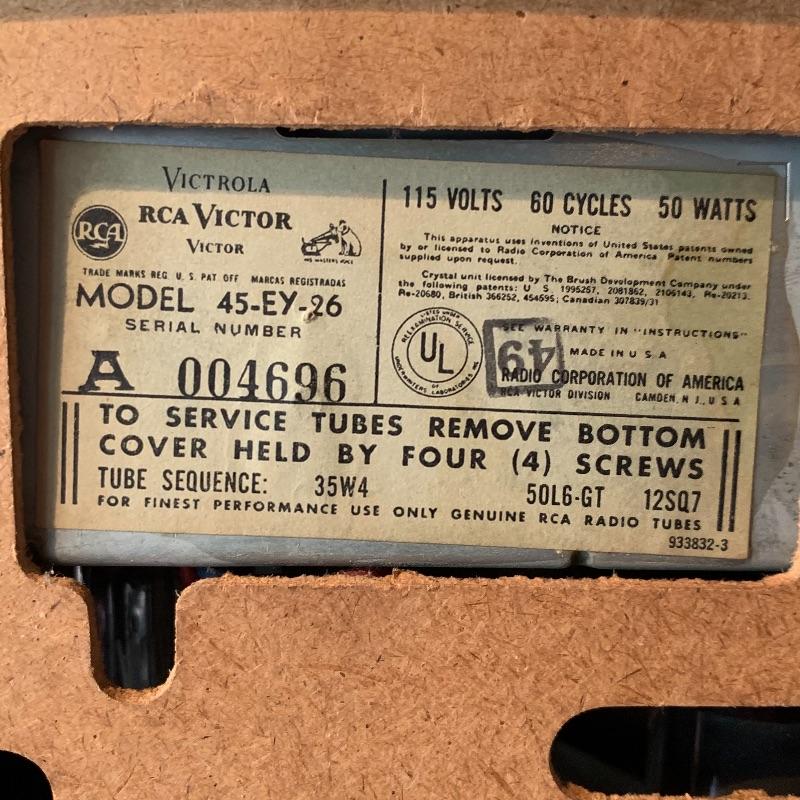 VICTROLA
RCA
RCA VICTOR
VICTOR
HIS MASTERS VOICE
TRADE MARKS REG. U. S. PAT. OFF. MARCAS REGISTRADAS
MODEL 45-EY-26
SERIAL NUMBER
A 004696
115 VOLTS 60 CYCLES 50 WATTS
NOTICE
This apparatus uses inventions of United States patents owned
by or licensed to Radio Corporation of America. Patent numbers
supplied upon request.
Crystal unit licensed by The Brush Development Company under
the following patents: U. S. 1995257, 2081862, 2106143, Re-20213.
Re-20680, British 366252, 454595; Canadian 307839/31
RE-EXAMINATION SERVICE
UL
UNDERWRITERS LABORATORIES, INC.
49
SEE WARRANTY IN "INSTRUCTIONS"
MADE IN U S A
RADIO CORPORATION OF AMERICA
RCA VICTOR DIVISION CAMDEN, N. J., U S A
TO SERVICE TUBES REMOVE BOTTOM
COVER HELD BY FOUR (4) SCREWS
TUBE SEQUENCE: 35W4 50L6-GT 12SQ7
FOR FINEST PERFORMANCE USE ONLY GENUINE RCA RADIO TUBES
933832-3